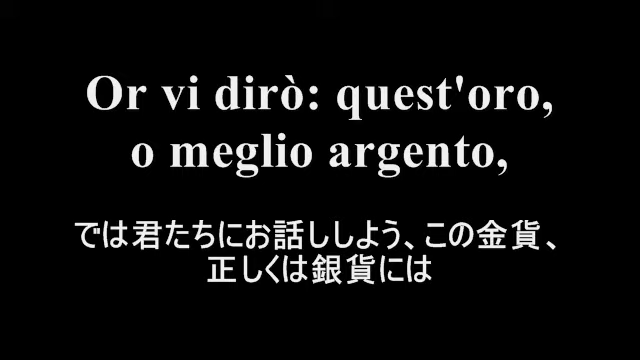 Or vi dirò: quest'oro,
o meglio argento,
では君たちにお話ししよう、この金貨、
正しくは銀貨には